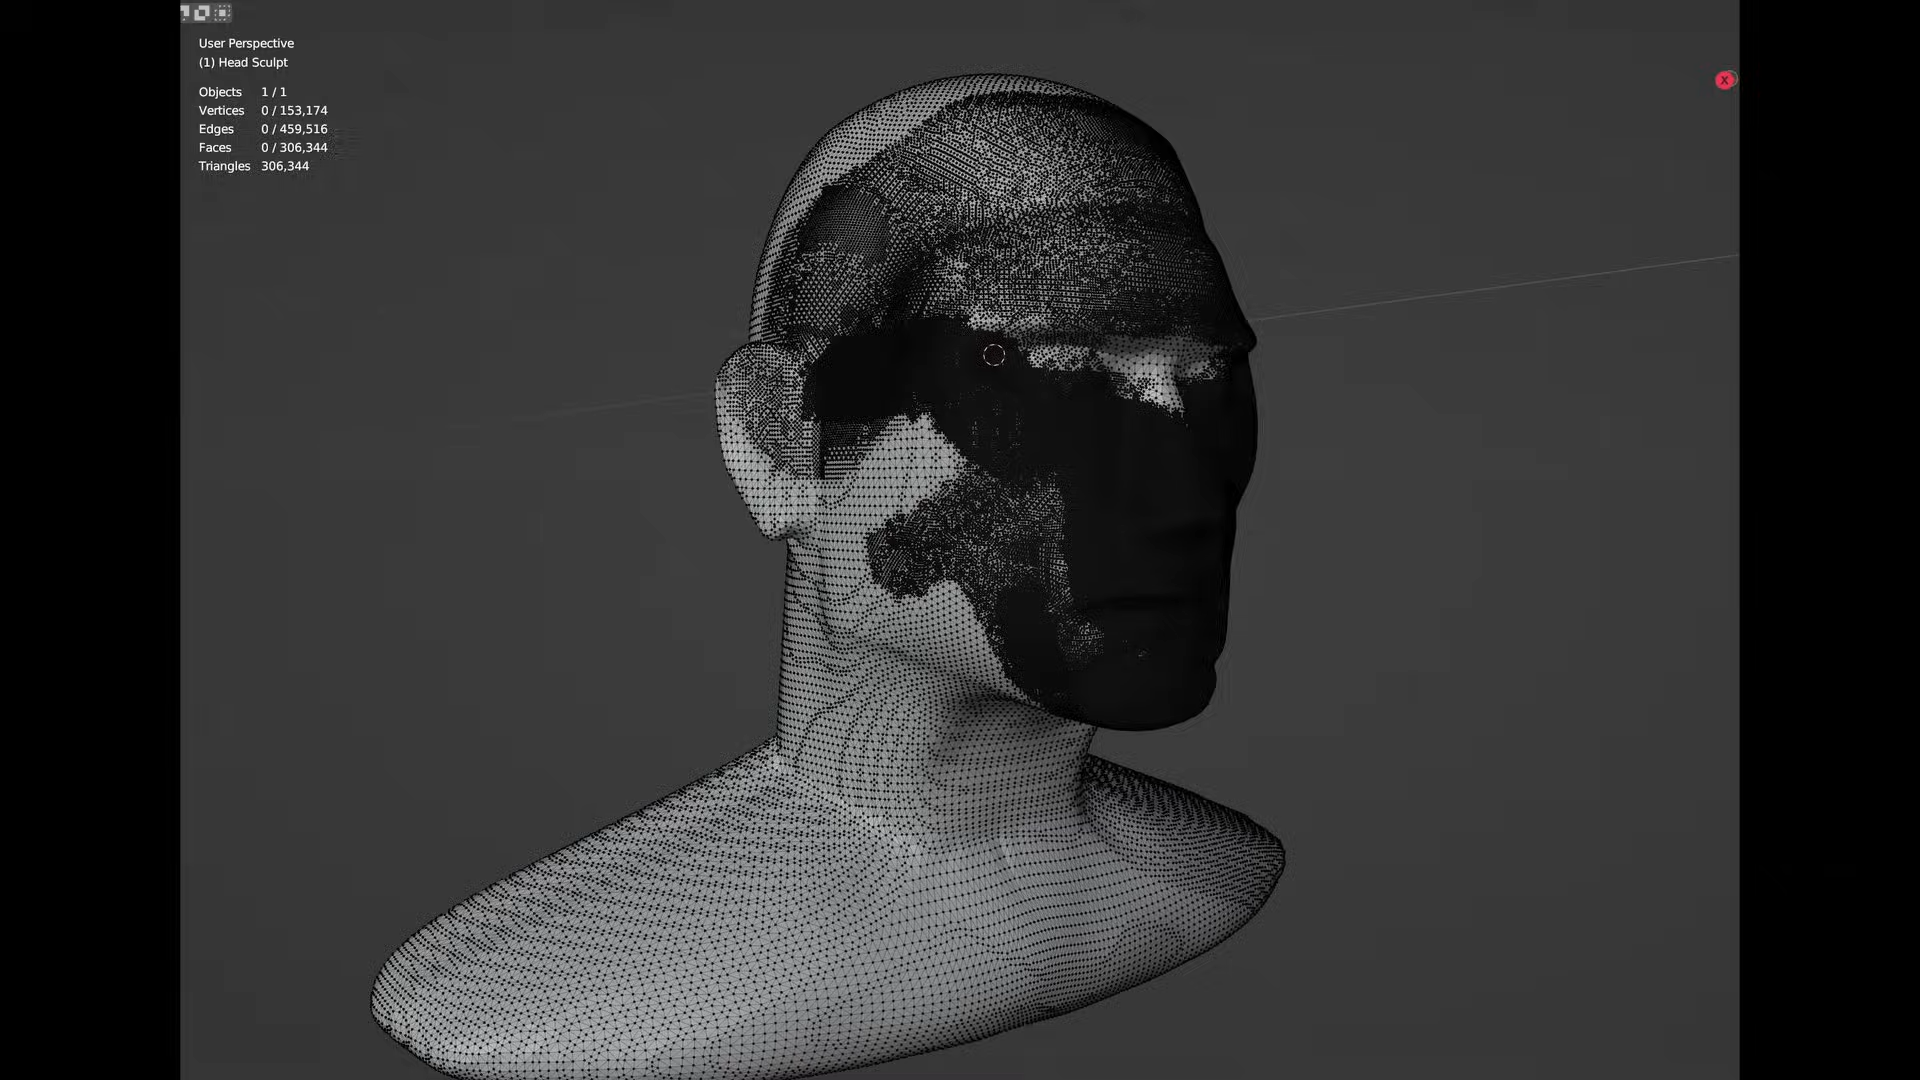 User Perspective
(1) Head Sculpt
Objects 1 / 1
Vertices 0 / 153,174
Edges 0 / 459,516
Faces 0 / 306,344
Triangles 306,344
X